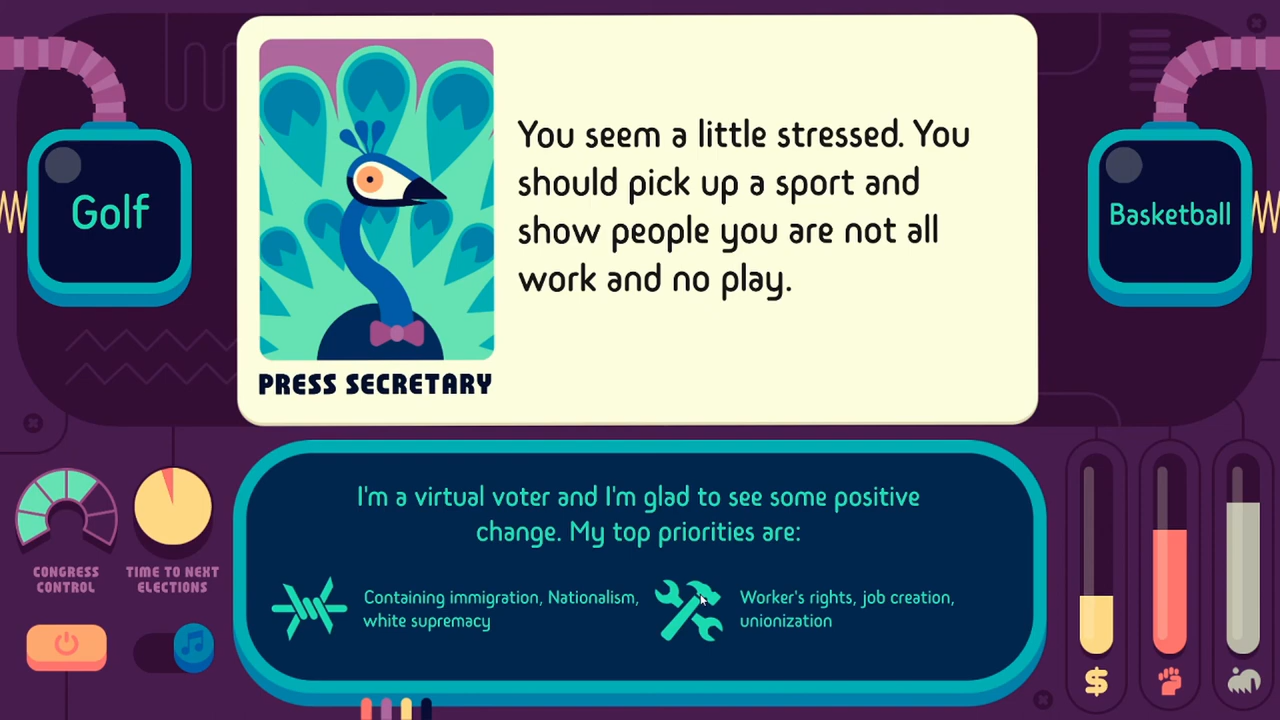 Golf
You seem a little stressed. You
should pick up a sport and
show people you are not all
work and no play.
Basketball
PRESS SECRETARY
CONGRESS
CONTROL
TIME TO NEXT
ELECTIONS
I'm a virtual voter and I'm glad to see some positive
change. My top priorities are:
Containing immigration, Nationalism,
white supremacy
Worker's rights, job creation,
unionization
$